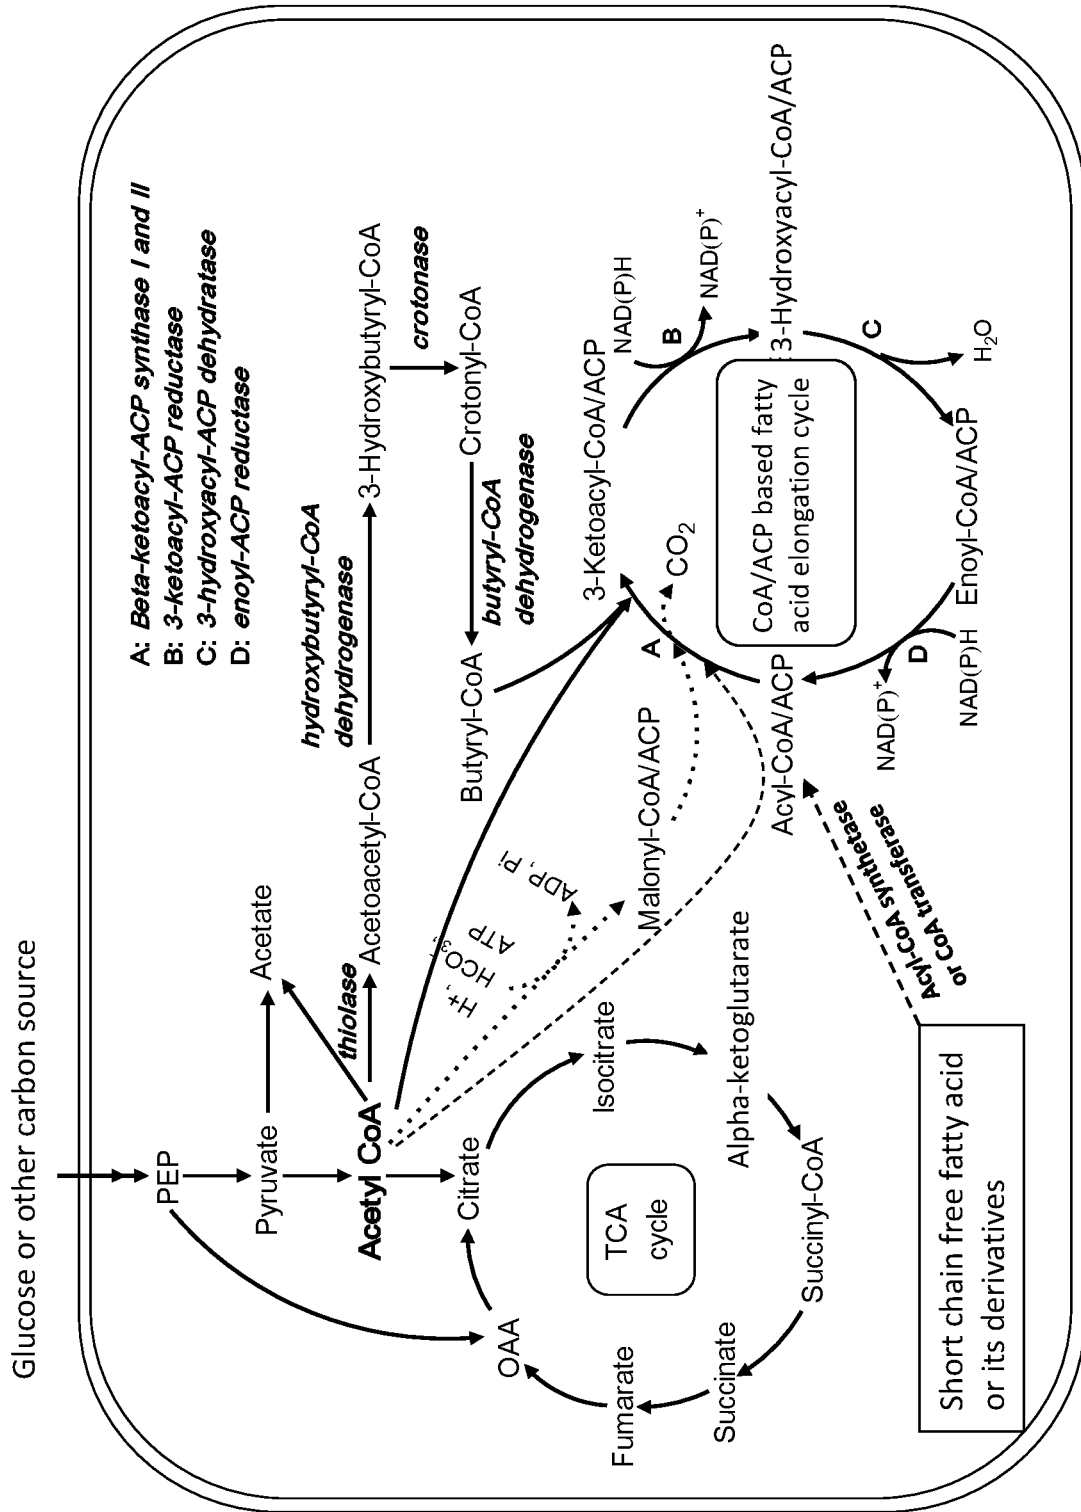 Glucose or other carbon source
A: Beta-ketoacyl-ACP synthase I and II
B: 3-ketoacyl-ACP reductase
C: 3-hydroxyacyl-ACP dehydratase
D: enoyl-ACP reductase
PEP
Pyruvate
Acetate
Acetyl CoA
thiolase
Acetoacetyl-CoA
hydroxybutyryl-CoA
dehydrogenase
3-Hydroxybutyryl-CoA
crotonase
Crotonyl-CoA
butyryl-CoA
dehydrogenase
Butyryl-CoA
H+, HCO3-,
ATP
ADP, Pi
Malonyl-CoA/ACP
OAA
Citrate
Isocitrate
Alpha-ketoglutarate
Succinyl-CoA
Succinate
Fumarate
TCA
cycle
3-Ketoacyl-CoA/ACP
NAD(P)H
B
NAD(P)+
3-Hydroxyacyl-CoA/ACP
C
H2O
Enoyl-CoA/ACP
NAD(P)H
D
NAD(P)+
Acyl-CoA/ACP
A
CO2
CoA/ACP based fatty
acid elongation cycle
Acyl-CoA synthetase
or CoA transferase
Short chain free fatty acid
or its derivatives